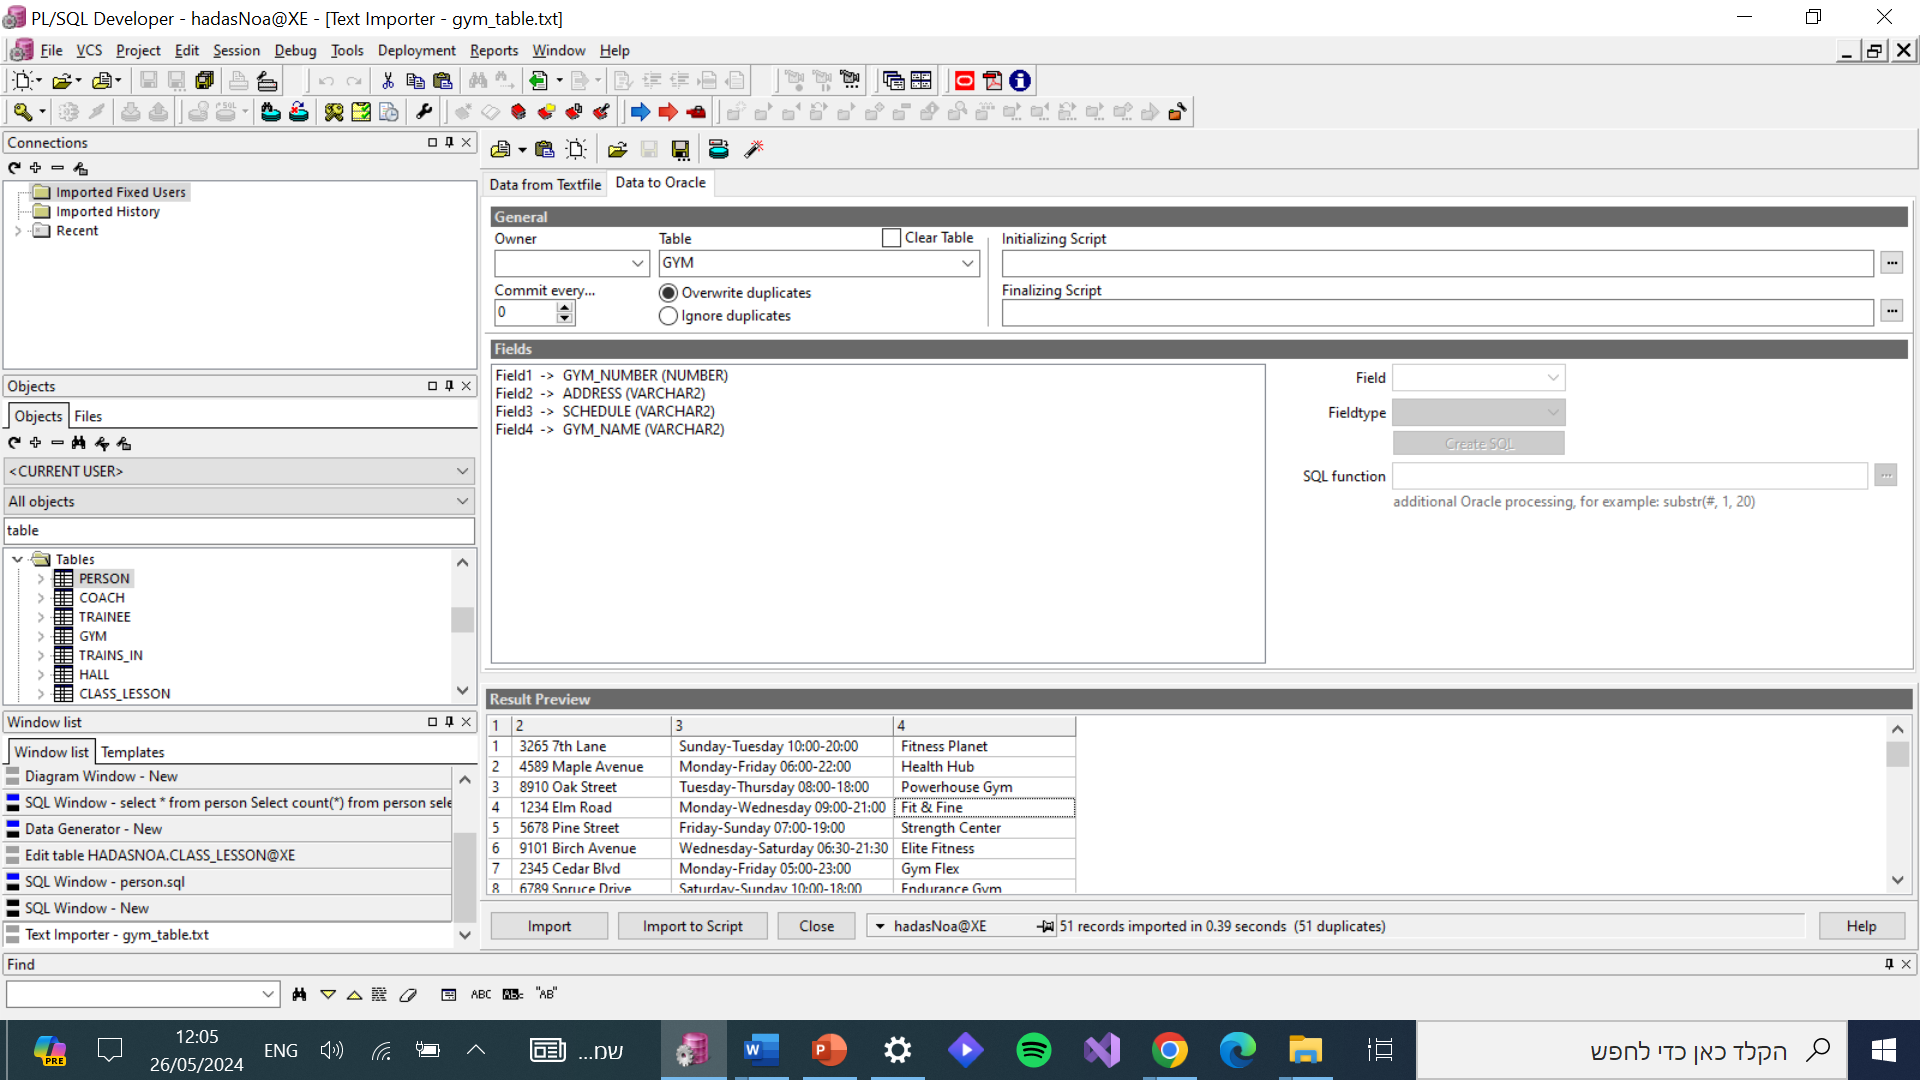 PL/SQL Developer - hadasNoa@XE - [Text Importer - gym_table.txt]
File VCS Project Edit Session Debug Tools Deployment Reports Window Help
Connections
Imported Fixed Users
Imported History
Recent
Objects
Objects Files
<CURRENT USER>
All objects
table
Tables
PERSON
COACH
TRAINEE
GYM
TRAINS_IN
HALL
CLASS_LESSON
Window list
Window list Templates
Diagram Window - New
SQL Window - select * from person Select count(*) from person sele
Data Generator - New
Edit table HADASNOA.CLASS_LESSON@XE
SQL Window - person.sql
SQL Window - New
Text Importer - gym_table.txt
Data from Textfile Data to Oracle
General
Owner Table Clear Table Initializing Script
GYM
Commit every... Overwrite duplicates Finalizing Script
0 Ignore duplicates
Fields
Field1 -> GYM_NUMBER (NUMBER)
Field2 -> ADDRESS (VARCHAR2)
Field3 -> SCHEDULE (VARCHAR2)
Field4 -> GYM_NAME (VARCHAR2)
Field
Fieldtype
Create SQL
SQL function
additional Oracle processing, for example: substr(#, 1, 20)
Result Preview
1 2 3 4
1 3265 7th Lane Sunday-Tuesday 10:00-20:00 Fitness Planet
2 4589 Maple Avenue Monday-Friday 06:00-22:00 Health Hub
3 8910 Oak Street Tuesday-Thursday 08:00-18:00 Powerhouse Gym
4 1234 Elm Road Monday-Wednesday 09:00-21:00 Fit & Fine
5 5678 Pine Street Friday-Sunday 07:00-19:00 Strength Center
6 9101 Birch Avenue Wednesday-Saturday 06:30-21:30 Elite Fitness
7 2345 Cedar Blvd Monday-Friday 05:00-23:00 Gym Flex
8 6789 Spruce Drive Saturday-Sunday 10:00-18:00 Endurance Gym
Import Import to Script Close hadasNoa@XE 51 records imported in 0.39 seconds (51 duplicates) Help
Find
ABC ABc "AB"
PRE 12:05 ENG שמ...
26/05/2024
הקלד כאן כדי לחפש